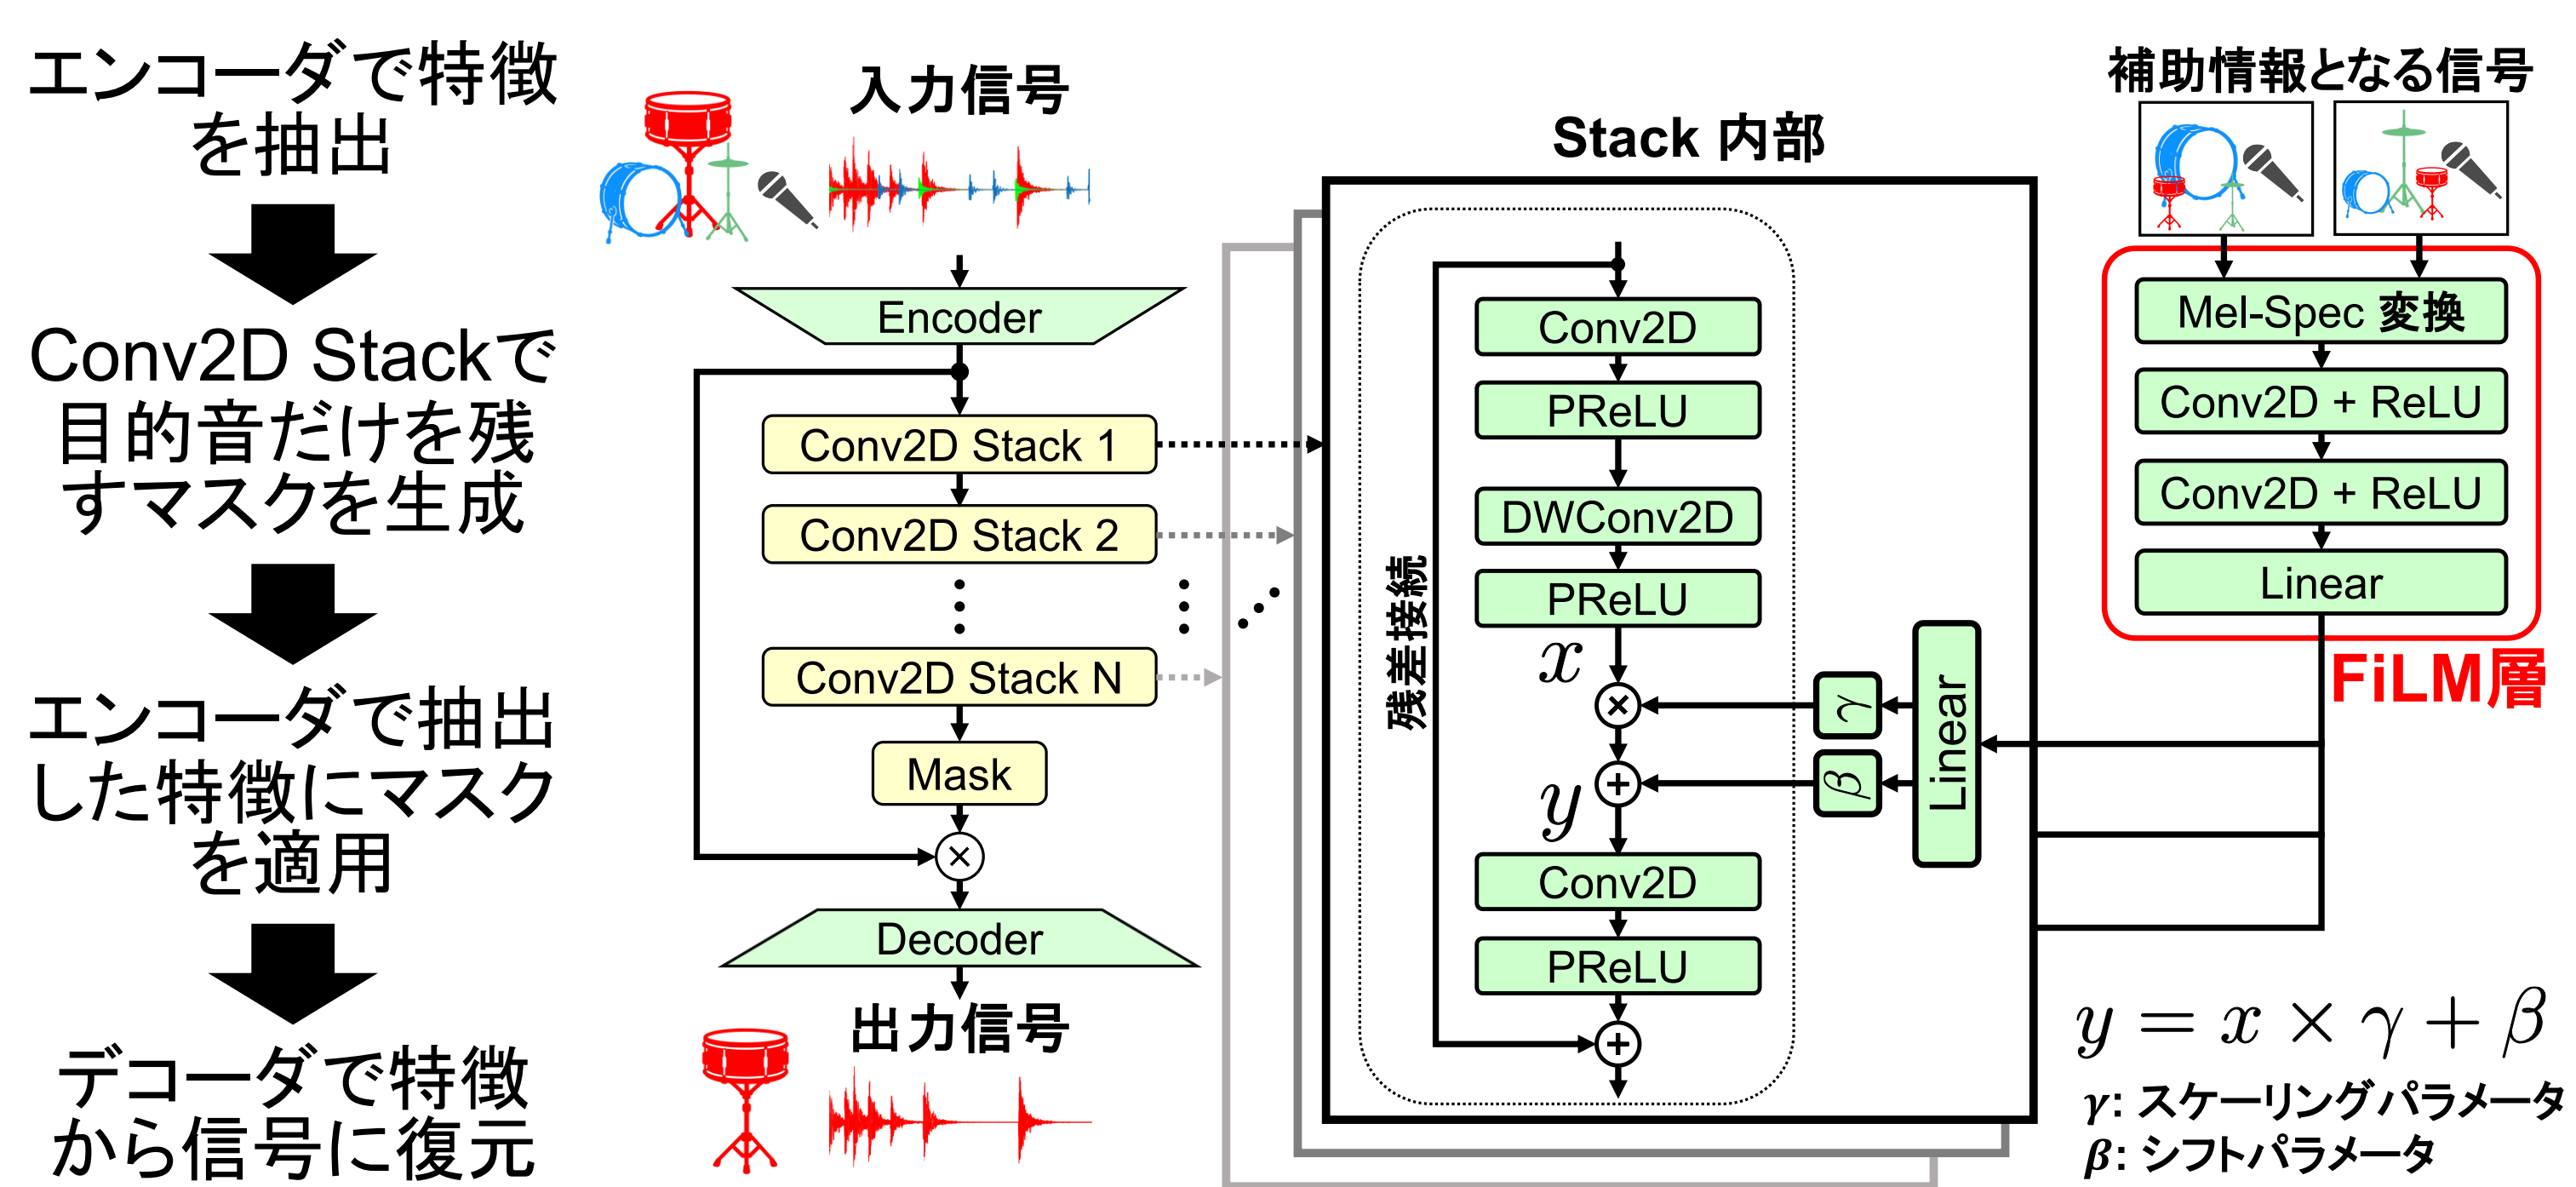 エンコーダで特徴
を抽出
Conv2D Stackで
目的音だけを残
すマスクを生成
エンコーダで抽出
した特徴にマスク
を適用
デコーダで特徴
から信号に復元
入力信号
Encoder
Conv2D Stack 1
Conv2D Stack 2
Conv2D Stack N
Mask
×
Decoder
出力信号
Stack 内部
残差接続
Conv2D
PReLU
DWConv2D
PReLU
x
×
y
+
Conv2D
PReLU
+
γ
β
Linear
補助情報となる信号
Mel-Spec 変換
Conv2D + ReLU
Conv2D + ReLU
Linear
FiLM層
y = x × γ + β
γ: スケーリングパラメータ
β: シフトパラメータ